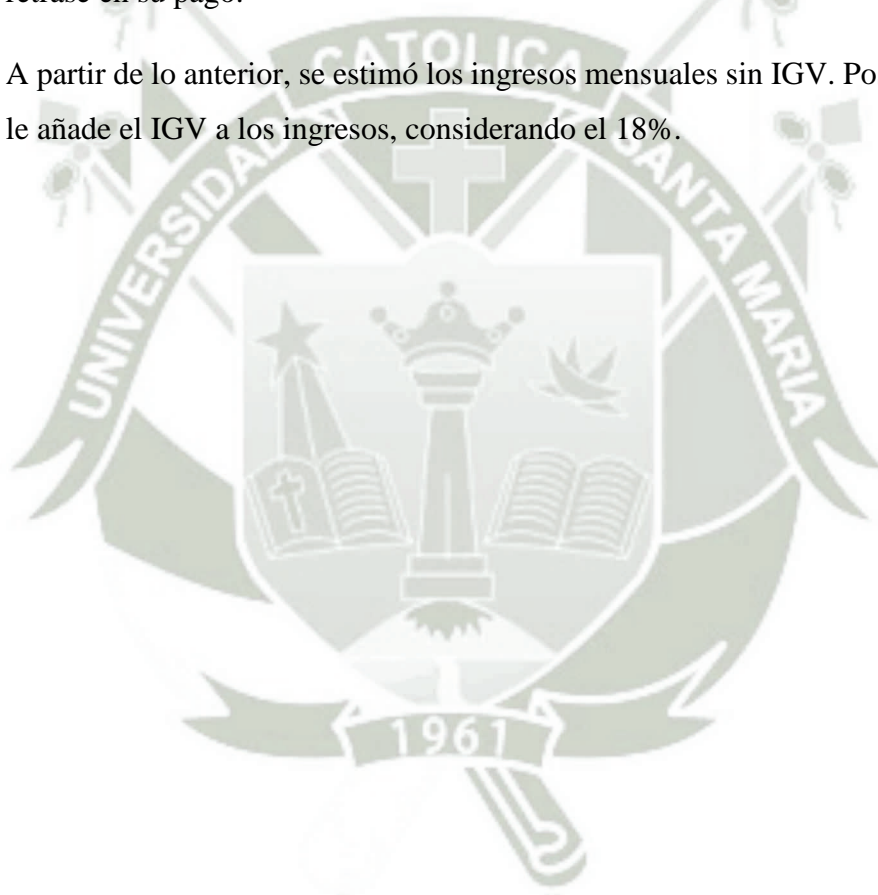 retrase en su pago.
A partir de lo anterior, se estimó los ingresos mensuales sin IGV. Po
le añade el IGV a los ingresos, considerando el 18%.
UNIVERSIDAD CATOLICA SANTA MARIA
1961